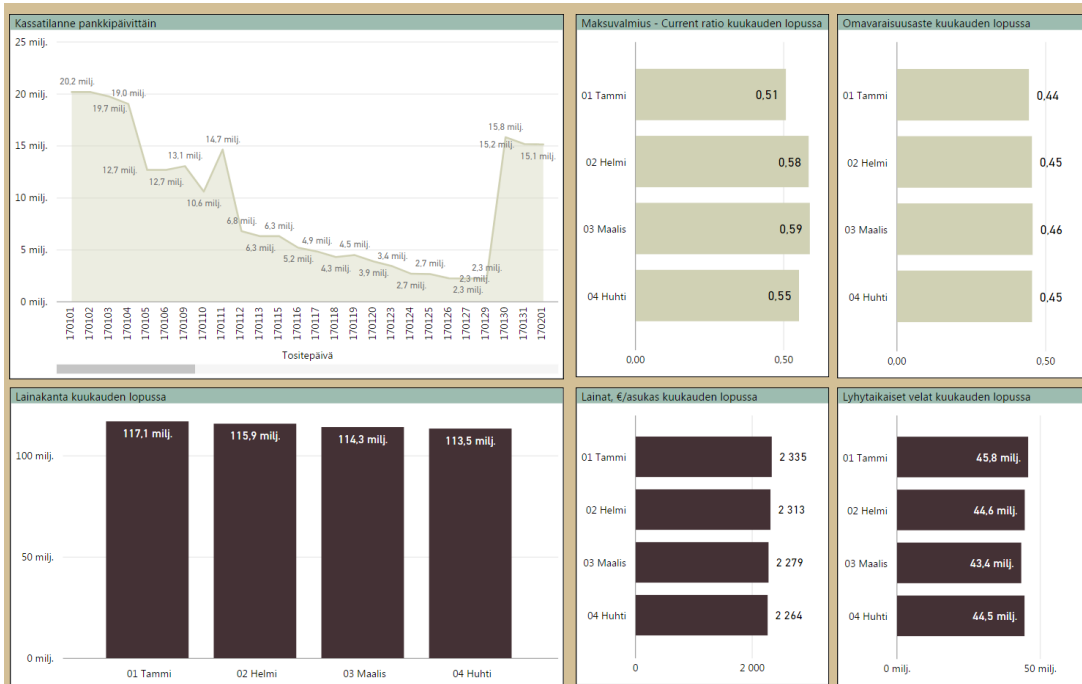 Kassatilanne pankkipäivittäin
25 milj.
20 milj.
15 milj.
10 milj.
5 milj.
0 milj.
20,2 milj.
19,7 milj.
19,0 milj.
12,7 milj.
12,7 milj.
13,1 milj.
10,6 milj.
14,7 milj.
6,8 milj.
6,3 milj.
6,3 milj.
5,2 milj.
4,9 milj.
4,3 milj.
4,5 milj.
3,9 milj.
3,4 milj.
2,7 milj.
2,7 milj.
2,3 milj.
2,3 milj.
2,3 milj.
15,8 milj.
15,2 milj.
15,1 milj.
170101
170102
170103
170104
170105
170106
170109
170110
170111
170112
170113
170115
170116
170117
170118
170119
170120
170123
170124
170125
170126
170127
170129
170130
170131
170201
Tositepäivä
Maksuvalmius - Current ratio kuukauden lopussa
01 Tammi
0,51
02 Helmi
0,58
03 Maalis
0,59
04 Huhti
0,55
0,00
0,50
Omavaraisuusaste kuukauden lopussa
01 Tammi
0,44
02 Helmi
0,45
03 Maalis
0,46
04 Huhti
0,45
0,00
0,50
Lainakanta kuukauden lopussa
100 milj.
50 milj.
0 milj.
117,1 milj.
115,9 milj.
114,3 milj.
113,5 milj.
01 Tammi
02 Helmi
03 Maalis
04 Huhti
Lainat, €/asukas kuukauden lopussa
01 Tammi
2 335
02 Helmi
2 313
03 Maalis
2 279
04 Huhti
2 264
0
2 000
Lyhytaikaiset velat kuukauden lopussa
01 Tammi
45,8 milj.
02 Helmi
44,6 milj.
03 Maalis
43,4 milj.
04 Huhti
44,5 milj.
0 milj.
50 milj.